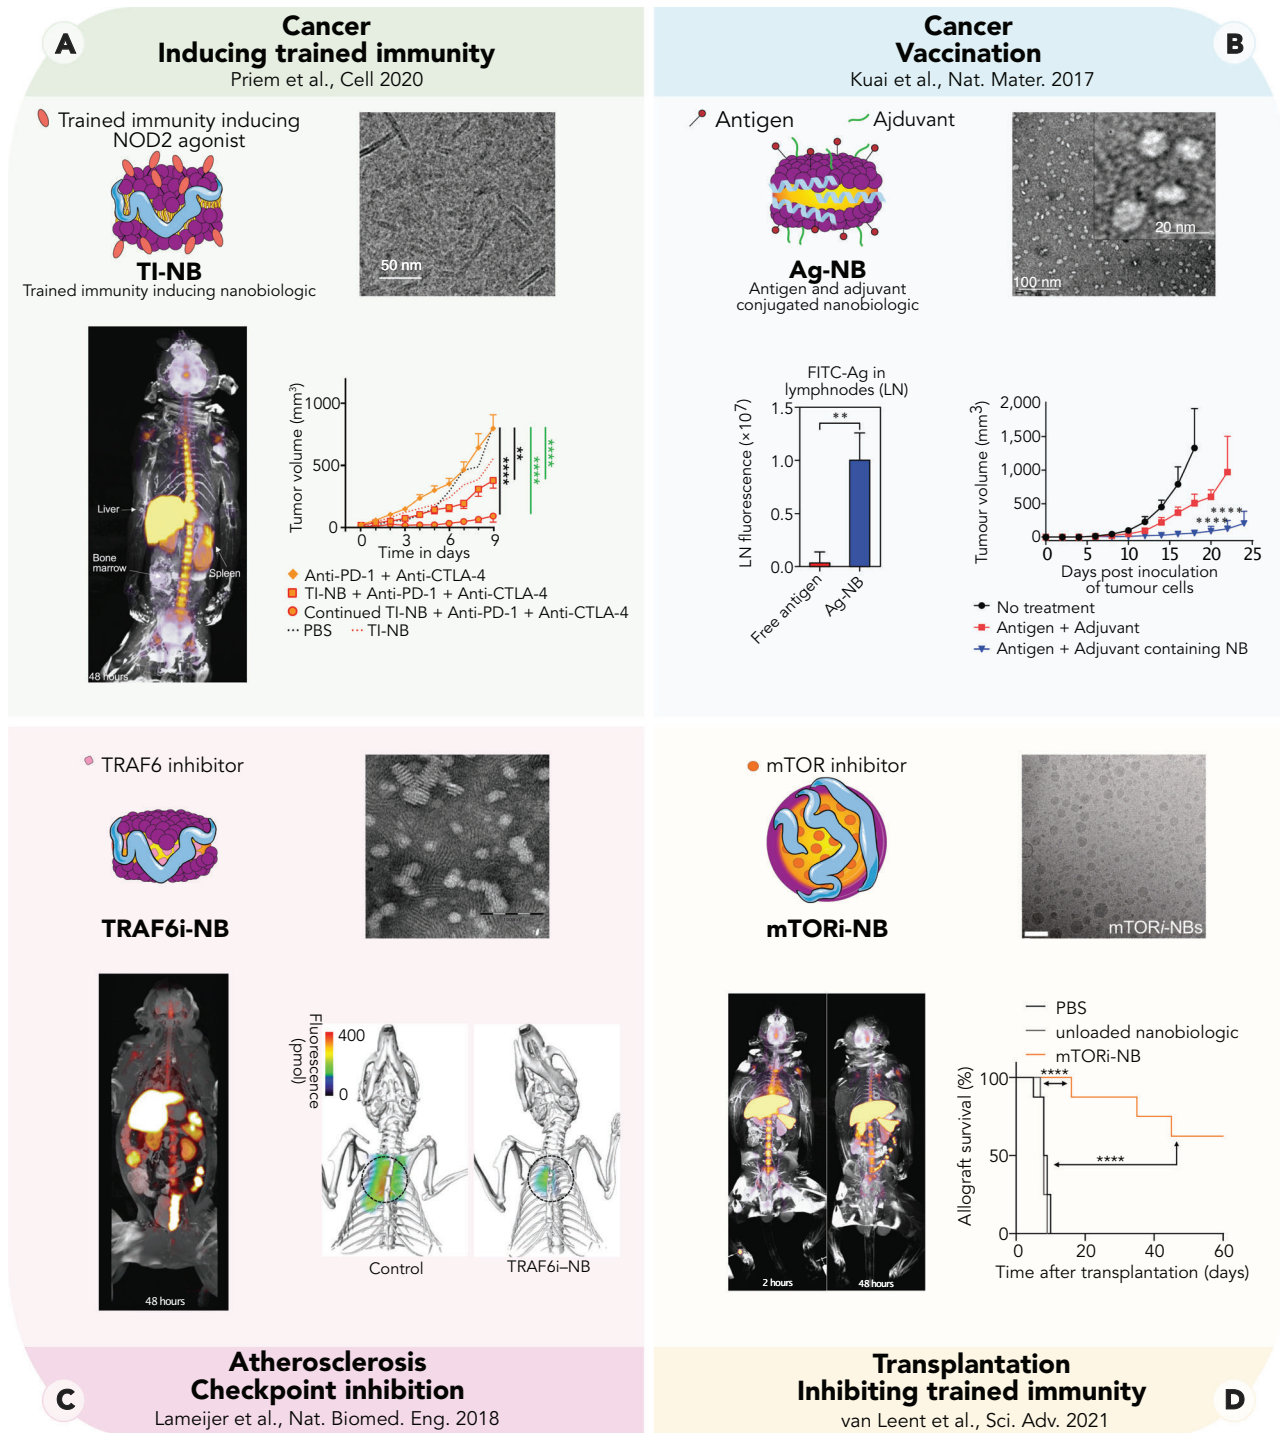 A
Cancer
Inducing trained immunity
Priem et al., Cell 2020
Trained immunity inducing
NOD2 agonist
TI-NB
Trained immunity inducing nanobiologic
50 nm
Liver
Bone
marrow
Spleen
48 hours
Tumor volume (mm³)
1000
500
0
0 3 6 9
Time in days
**** ** **** ****
Anti-PD-1 + Anti-CTLA-4
TI-NB + Anti-PD-1 + Anti-CTLA-4
Continued TI-NB + Anti-PD-1 + Anti-CTLA-4
PBS TI-NB
B
Cancer
Vaccination
Kuai et al., Nat. Mater. 2017
Antigen Ajduvant
Ag-NB
Antigen and adjuvant
conjugated nanobiologic
20 nm
100 nm
FITC-Ag in
lymphnodes (LN)
LN fluorescence (×10⁷)
1.5
1.0
0.5
0.0
**
Free antigen
Ag-NB
Tumour volume (mm³)
2,000
1,500
1,000
500
0
0 5 10 15 20 25
****
****
Days post inoculation
of tumour cells
No treatment
Antigen + Adjuvant
Antigen + Adjuvant containing NB
TRAF6 inhibitor
TRAF6i-NB
48 hours
Fluorescence
(pmol)
400
0
Control
TRAF6i–NB
Atherosclerosis
Checkpoint inhibition
Lameijer et al., Nat. Biomed. Eng. 2018
C
mTOR inhibitor
mTORi-NB
mTORi-NBs
2 hours
48 hours
PBS
unloaded nanobiologic
mTORi-NB
Allograft survival (%)
100
50
0
****
****
0 20 40 60
Time after transplantation (days)
Transplantation
Inhibiting trained immunity
van Leent et al., Sci. Adv. 2021
D